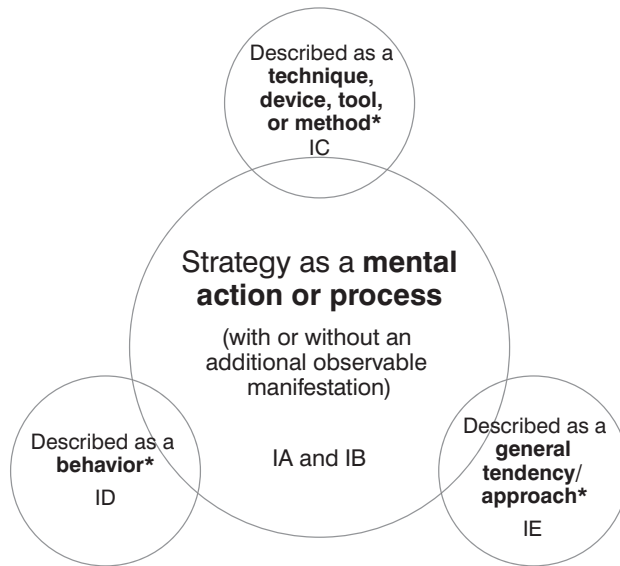 Described as a
technique,
device, tool,
or method*
IC
Strategy as a mental
action or process
(with or without an
additional observable
manifestation)
IA and IB
Described as a
behavior*
ID
Described as a
general
tendency/
approach*
IE